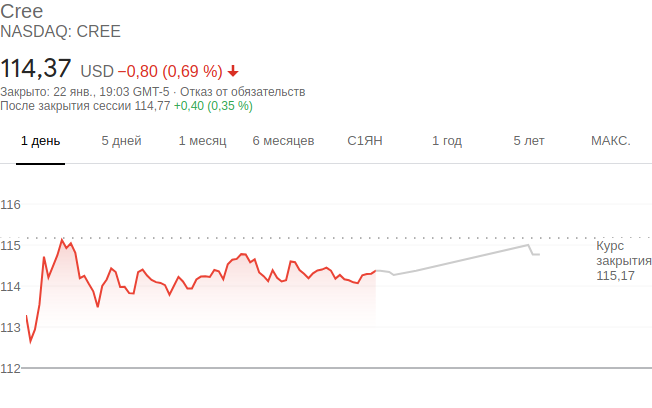 Cree
NASDAQ: CREE
114,37 USD −0,80 (0,69 %)
Закрыто: 22 янв., 19:03 GMT-5 · Отказ от обязательств
После закрытия сессии 114,77 +0,40 (0,35 %)
1 день 5 дней 1 месяц 6 месяцев С1ЯН 1 год 5 лет МАКС.
116
115
114
113
112
Курс
закрытия
115,17